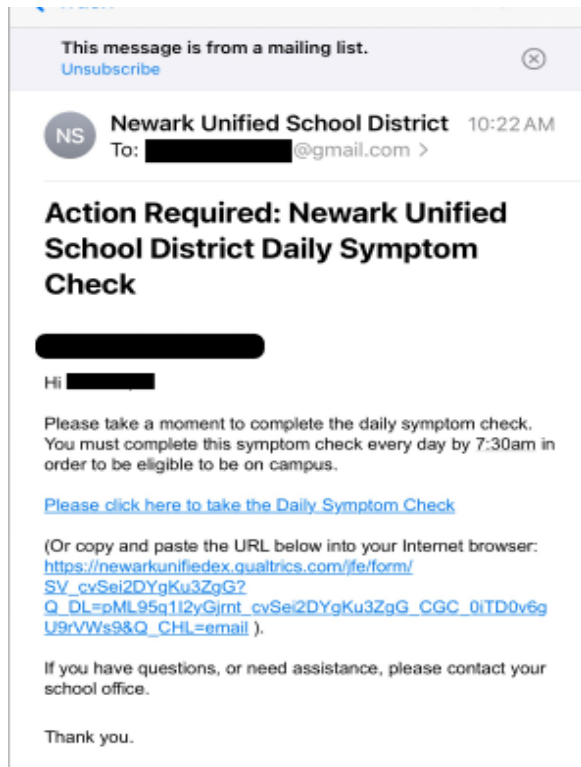 This message is from a mailing list.
Unsubscribe
NS
Newark Unified School District 10:22 AM
To: @gmail.com >
Action Required: Newark Unified
School District Daily Symptom
Check
Hi
Please take a moment to complete the daily symptom check.
You must complete this symptom check every day by 7:30am in
order to be eligible to be on campus.
Please click here to take the Daily Symptom Check
(Or copy and paste the URL below into your Internet browser:
https://newarkunifiedex.qualtrics.com/jfe/form/
SV_cvSei2DYgKu3ZgG?
Q_DL=pML95q1I2yGjrnt_cvSei2DYgKu3ZgG_CGC_0iTD0v6g
U9rVWs9&Q_CHL=email ).
If you have questions, or need assistance, please contact your
school office.
Thank you.